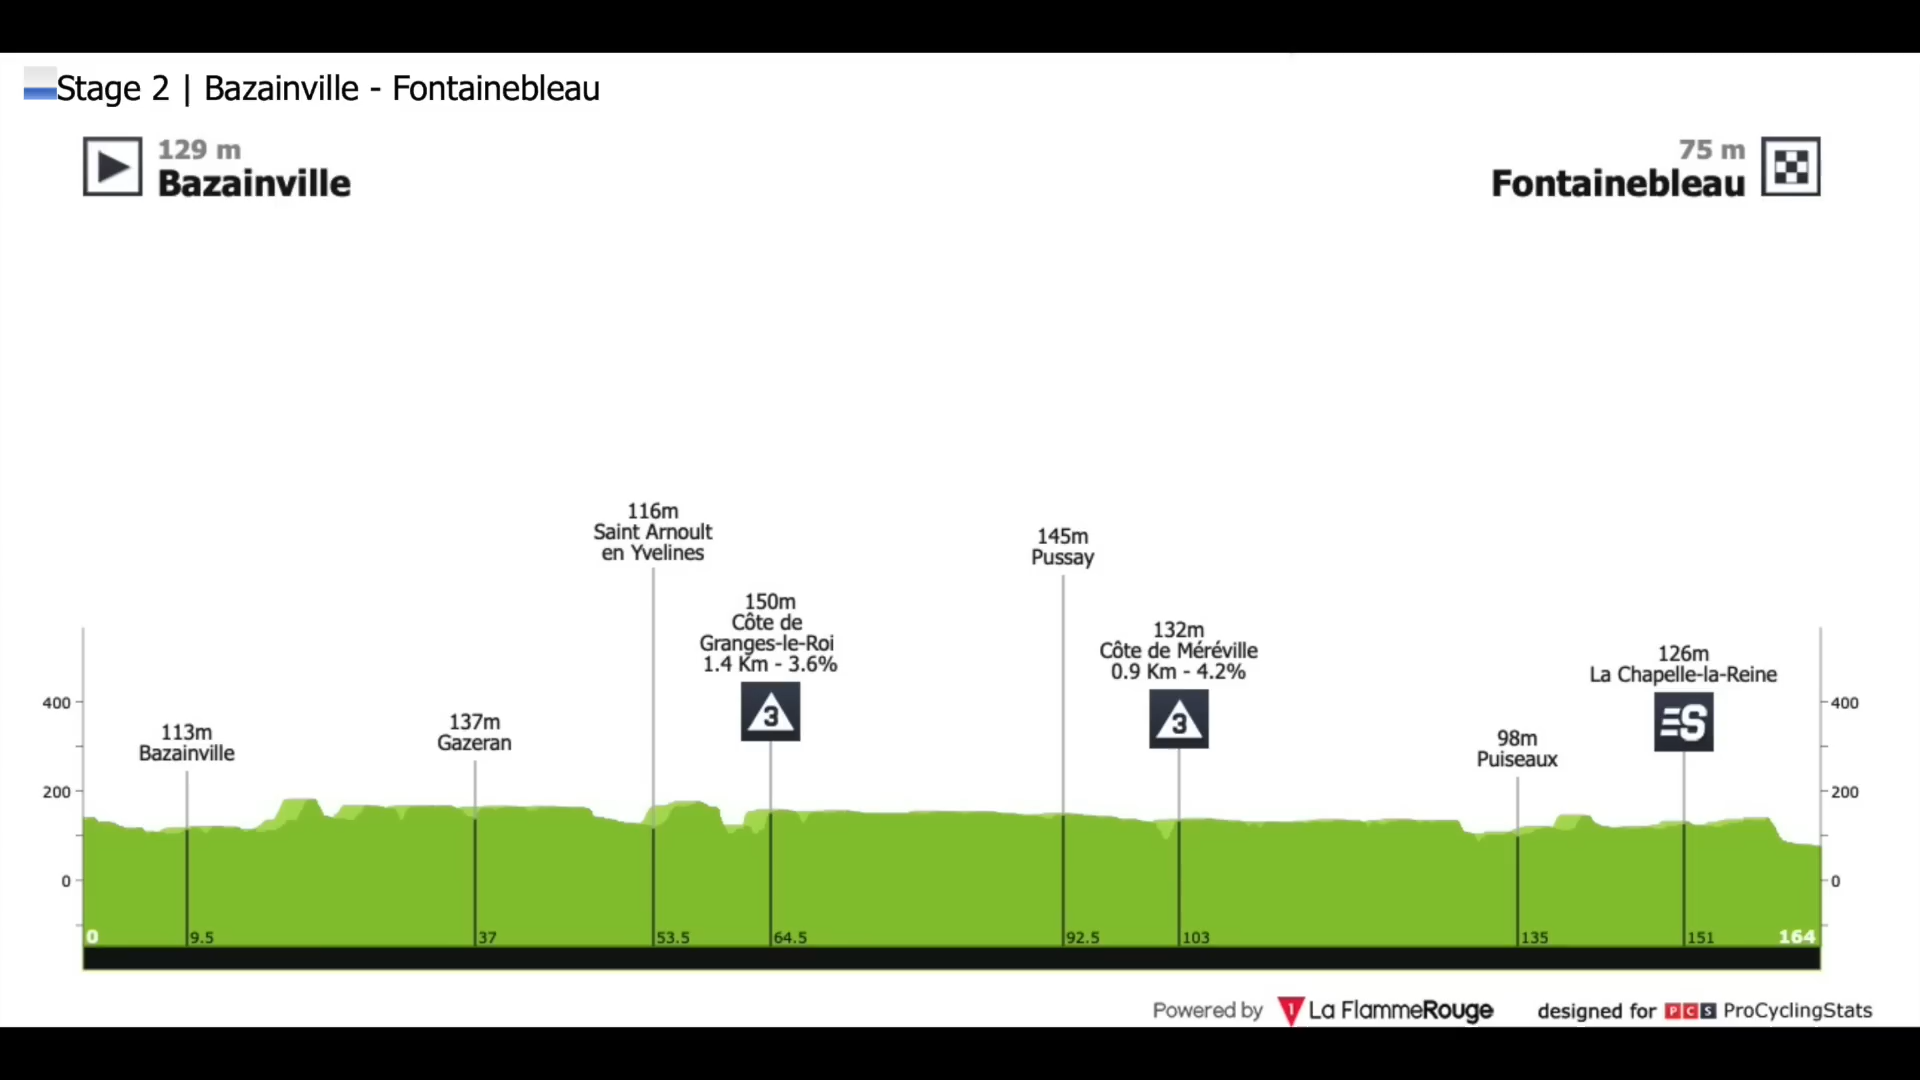 Stage 2 | Bazainville - Fontainebleau
129 m
Bazainville
75 m
Fontainebleau
116m
Saint Arnoult
en Yvelines
145m
Pussay
150m
Côte de
Granges-le-Roi
1.4 Km - 3.6%
132m
Côte de Méréville
0.9 Km - 4.2%
126m
La Chapelle-la-Reine
113m
Bazainville
137m
Gazeran
3
3
S
98m
Puiseaux
400
200
0
400
200
0
0
9.5
37
53.5
64.5
92.5
103
135
151
164
Powered by 1 La FlammeRouge
designed for PCS ProCyclingStats